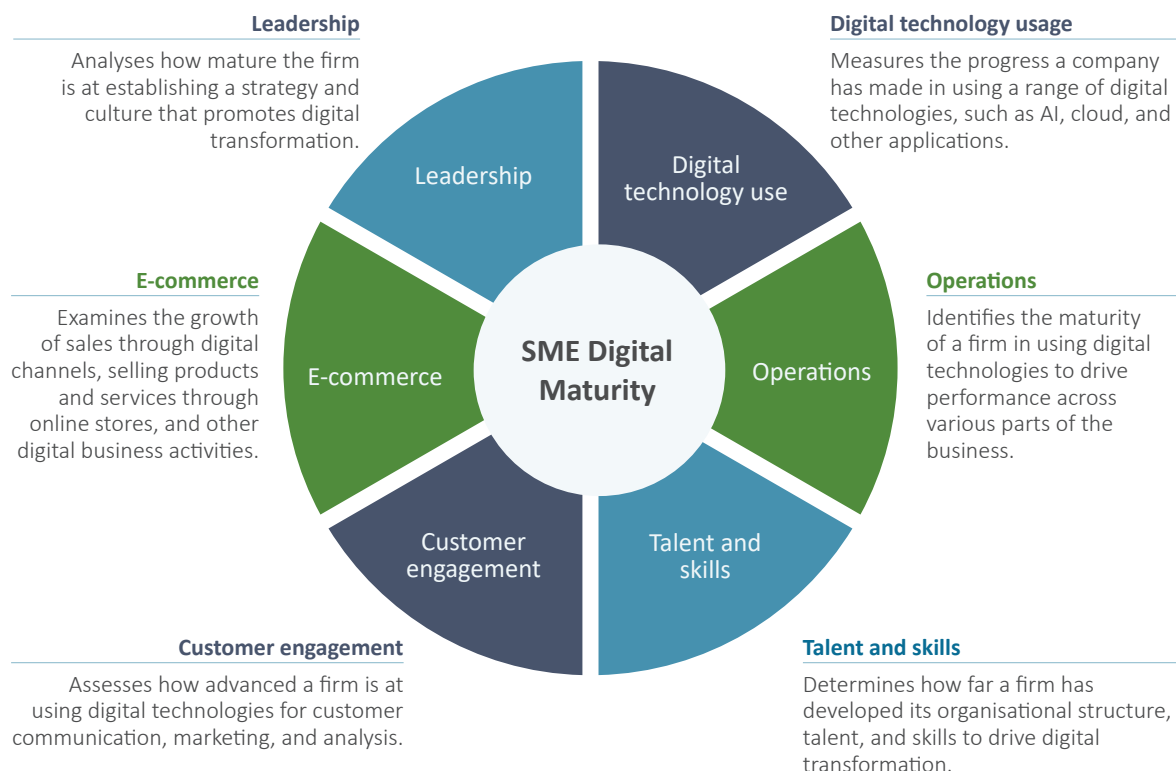 Leadership
Analyses how mature the firm
is at establishing a strategy and
culture that promotes digital
transformation.
Digital technology usage
Measures the progress a company
has made in using a range of digital
technologies, such as AI, cloud, and
other applications.
Leadership
Digital
technology use
E-commerce
Examines the growth
of sales through digital
channels, selling products
and services through
online stores, and other
digital business activities.
E-commerce
SME Digital
Maturity
Operations
Operations
Identifies the maturity
of a firm in using digital
technologies to drive
performance across
various parts of the
business.
Customer
engagement
Talent and
skills
Customer engagement
Assesses how advanced a firm is at
using digital technologies for customer
communication, marketing, and analysis.
Talent and skills
Determines how far a firm has
developed its organisational structure,
talent, and skills to drive digital
transformation.